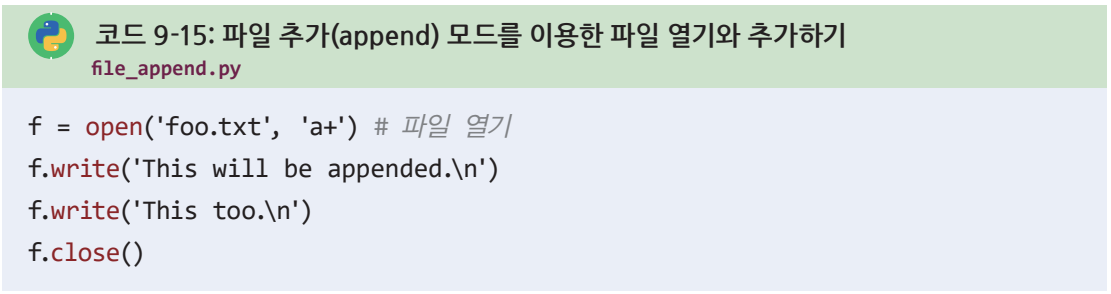 코드 9-15: 파일 추가(append) 모드를 이용한 파일 열기와 추가하기
file_append.py
f = open('foo.txt', 'a+') # 파일 열기
f.write('This will be appended.\n')
f.write('This too.\n')
f.close()